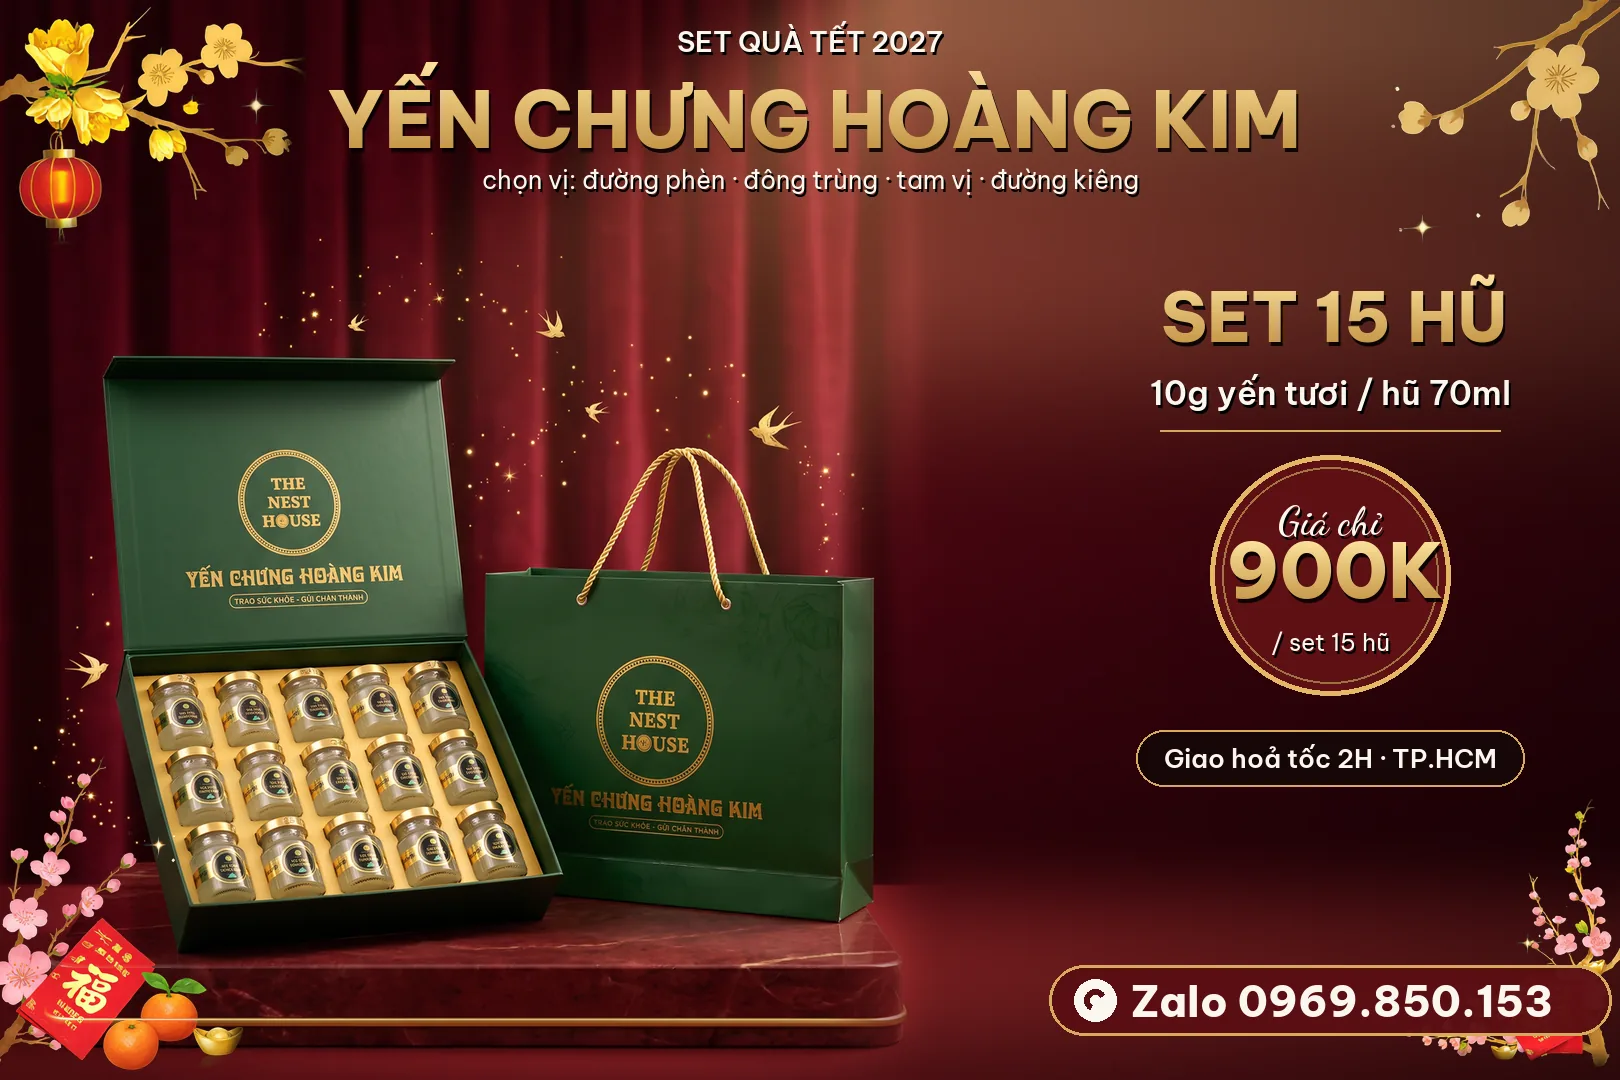 SET QUÀ TẾT 2027
YẾN CHƯNG HOÀNG KIM
chọn vị: đường phèn · đông trùng · tam vị · đường kiêng
SET 15 HŨ
10g yến tươi / hũ 70ml
Giá chỉ
900K
/ set 15 hũ
Giao hoả tốc 2H · TP.HCM
Zalo 0969.850.153
THE
NEST
HOUSE
YẾN CHƯNG HOÀNG KIM
TRAO SỨC KHỎE - GỬI CHÂN THÀNH
THE
NEST
HOUSE
YẾN CHƯNG HOÀNG KIM
TRAO SỨC KHỎE - GỬI CHÂN THÀNH
福